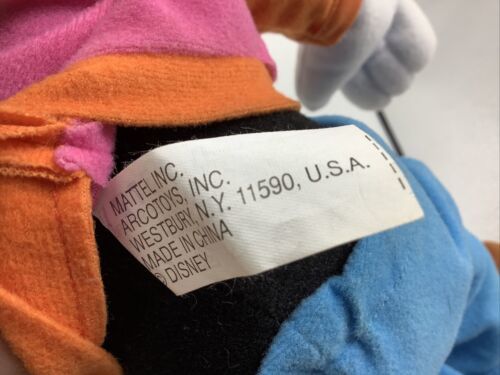 MATTEL INC.
ARCOTOYS, INC.
WESTBURY, N.Y. 11590, U.S.A.
MADE IN CHINA
© DISNEY